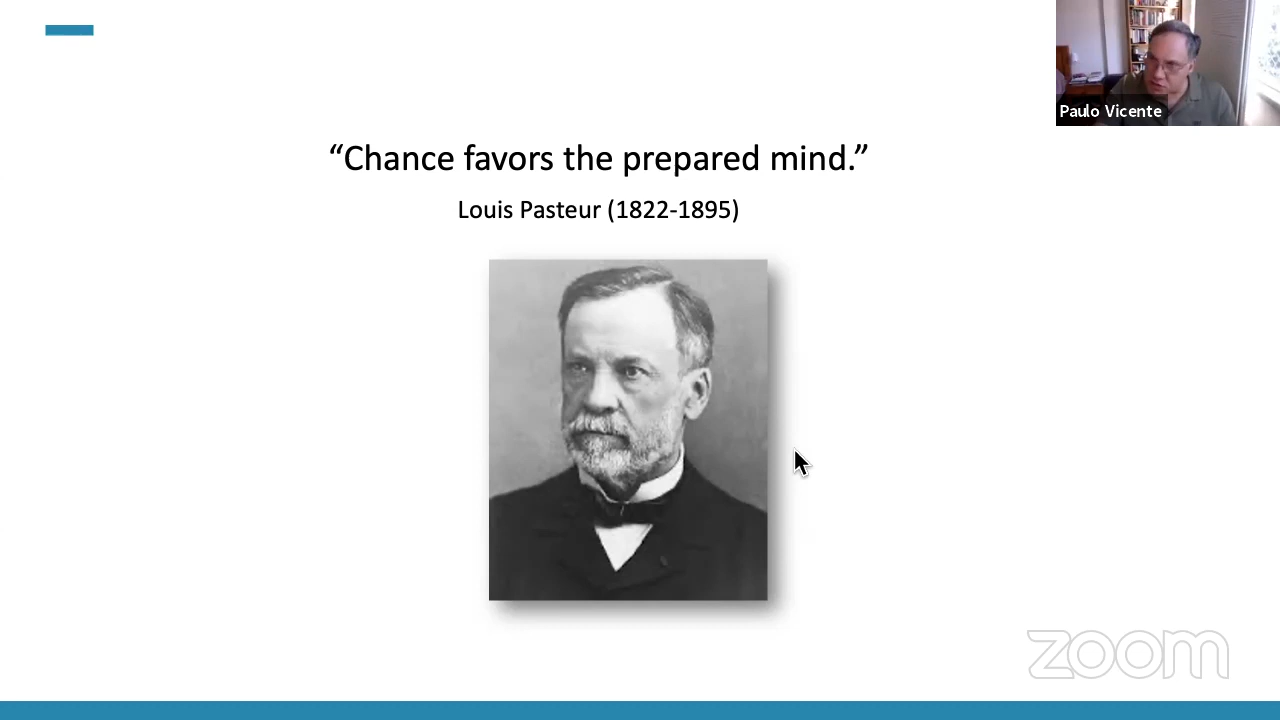 “Chance favors the prepared mind.”
Louis Pasteur (1822-1895)
Paulo Vicente
zoom